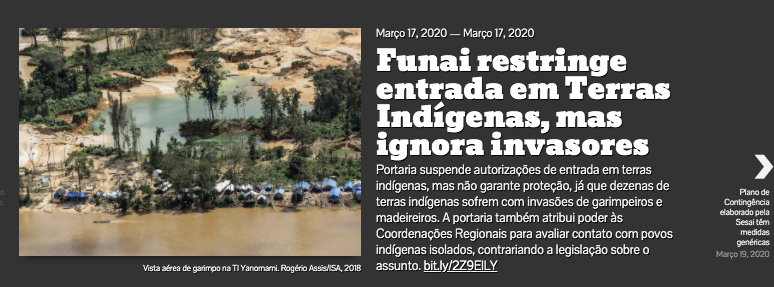 Março 17, 2020 — Março 17, 2020
Funai restringe
entrada em Terras
Indígenas, mas
ignora invasores
Portaria suspende autorizações de entrada em terras
indígenas, mas não garante proteção, já que dezenas de
terras indígenas sofrem com invasões de garimpeiros e
madeireiros. A portaria também atribui poder às
Coordenações Regionais para avaliar contato com povos
indígenas isolados, contrariando a legislação sobre o
assunto. bit.ly/2Z9EILY
Vista aérea de garimpo na TI Yanomami. Rogério Assis/ISA, 2018
Plano de
Contingência
elaborado pela
Sesai têm
medidas
genéricas
Março 19, 2020